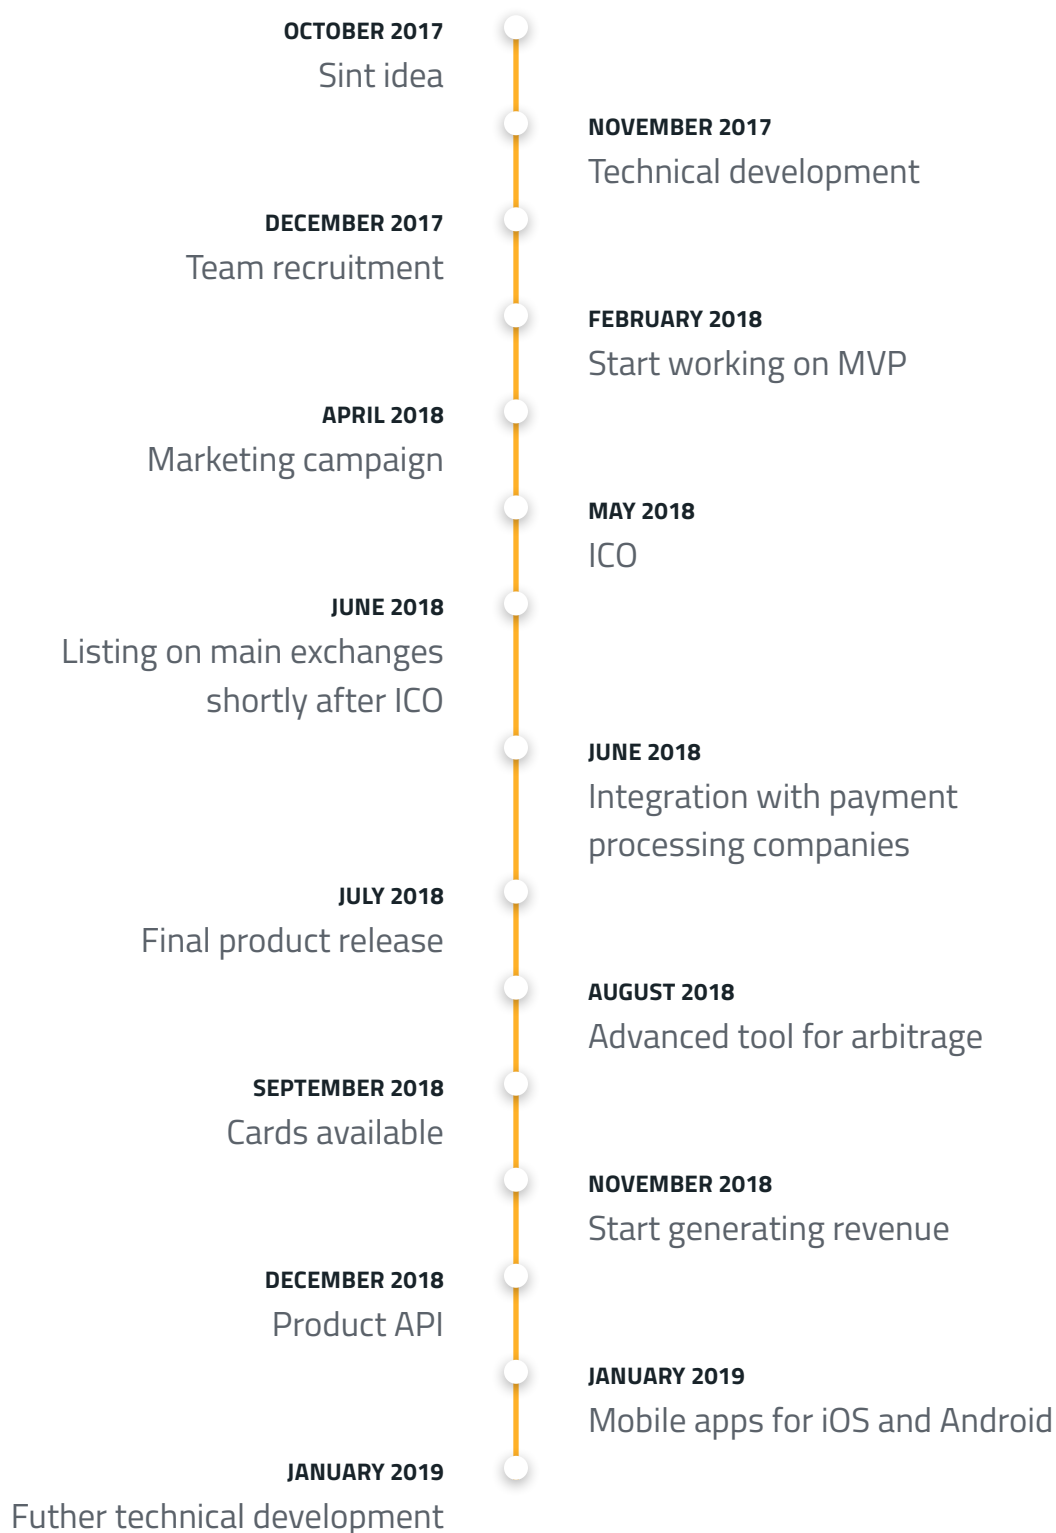 OCTOBER 2017
Sint idea
NOVEMBER 2017
Technical development
DECEMBER 2017
Team recruitment
FEBRUARY 2018
Start working on MVP
APRIL 2018
Marketing campaign
MAY 2018
ICO
JUNE 2018
Listing on main exchanges
shortly after ICO
JUNE 2018
Integration with payment
processing companies
JULY 2018
Final product release
AUGUST 2018
Advanced tool for arbitrage
SEPTEMBER 2018
Cards available
NOVEMBER 2018
Start generating revenue
DECEMBER 2018
Product API
JANUARY 2019
Mobile apps for iOS and Android
JANUARY 2019
Futher technical development